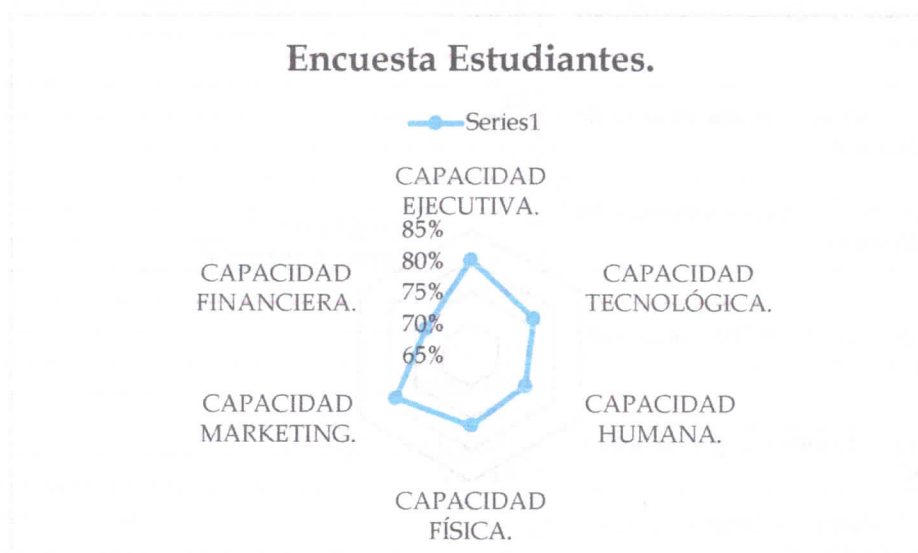 Encuesta Estudiantes.
Series1
CAPACIDAD
EJECUTIVA.
85%
80%
75%
70%
65%
CAPACIDAD
TECNOLÓGICA.
CAPACIDAD
HUMANA.
CAPACIDAD
FÍSICA.
CAPACIDAD
MARKETING.
CAPACIDAD
FINANCIERA.